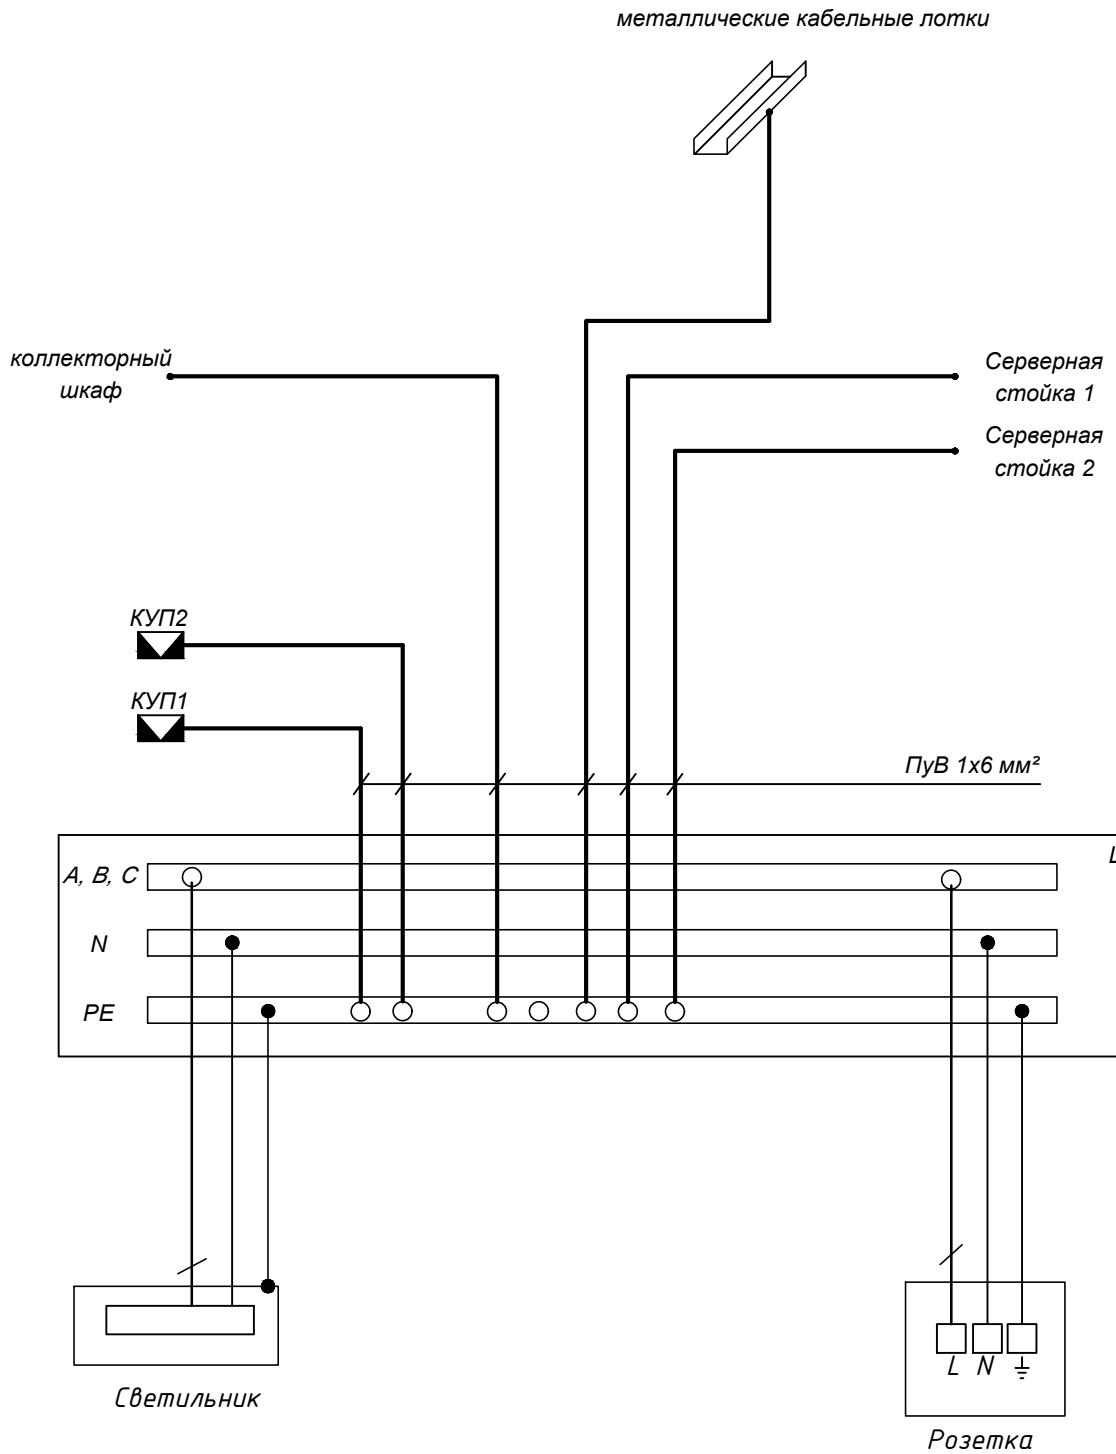 металлические кабельные лотки
коллекторный
шкаф
Серверная
стойка 1
Серверная
стойка 2
КУП2
КУП1
ПуВ 1х6 мм²
A, B, C
N
PE
L N
Светильник
Розетка